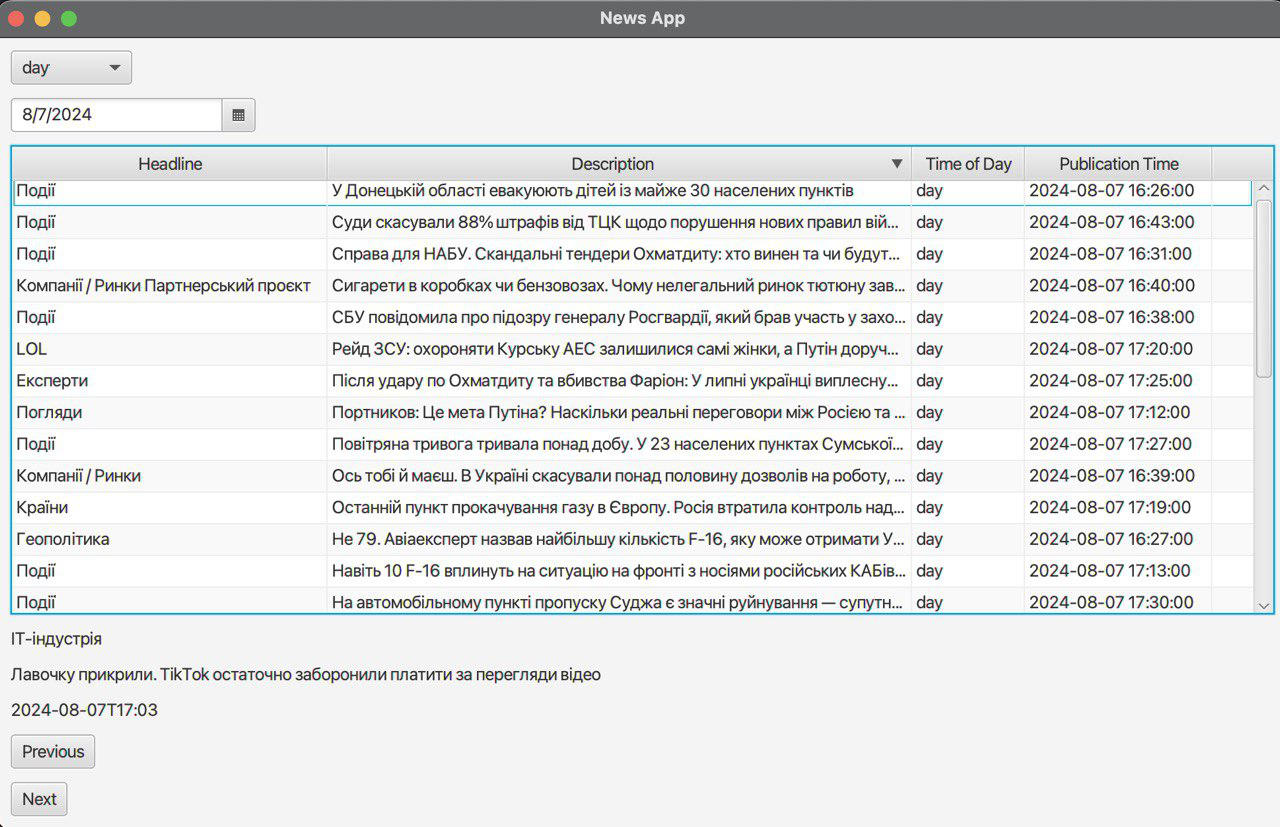 News App
day
8/7/2024
Headline Description Time of Day Publication Time
Події У Донецькій області евакуюють дітей із майже 30 населених пунктів day 2024-08-07 16:26:00
Події Суди скасували 88% штрафів від ТЦК щодо порушення нових правил вій... day 2024-08-07 16:43:00
Події Справа для НАБУ. Скандальні тендери Охматдиту: хто винен та чи будут... day 2024-08-07 16:31:00
Компанії / Ринки Партнерський проєкт Сигарети в коробках чи бензовозах. Чому нелегальний ринок тютюну зав... day 2024-08-07 16:40:00
Події СБУ повідомила про підозру генералу Росгвардії, який брав участь у захо... day 2024-08-07 16:38:00
LOL Рейд ЗСУ: охороняти Курську АЕС залишилися самі жінки, а Путін доруч... day 2024-08-07 17:20:00
Експерти Після удару по Охматдиту та вбивства Фаріон: У липні українці виплесну... day 2024-08-07 17:25:00
Погляди Портников: Це мета Путіна? Наскільки реальні переговори між Росією та ... day 2024-08-07 17:12:00
Події Повітряна тривога тривала понад добу. У 23 населених пунктах Сумської... day 2024-08-07 17:27:00
Компанії / Ринки Ось тобі й маєш. В Україні скасували понад половину дозволів на роботу, ... day 2024-08-07 16:39:00
Країни Останній пункт прокачування газу в Європу. Росія втратила контроль над... day 2024-08-07 17:19:00
Геополітика Не 79. Авіаексперт назвав найбільшу кількість F-16, яку може отримати У... day 2024-08-07 16:27:00
Події Навіть 10 F-16 вплинуть на ситуацію на фронті з носіями російських КАБів... day 2024-08-07 17:13:00
Події На автомобільному пункті пропуску Суджа є значні руйнування — супутн... day 2024-08-07 17:30:00
IT-індустрія
Лавочку прикрили. TikTok остаточно заборонили платити за перегляди відео
2024-08-07T17:03
Previous
Next